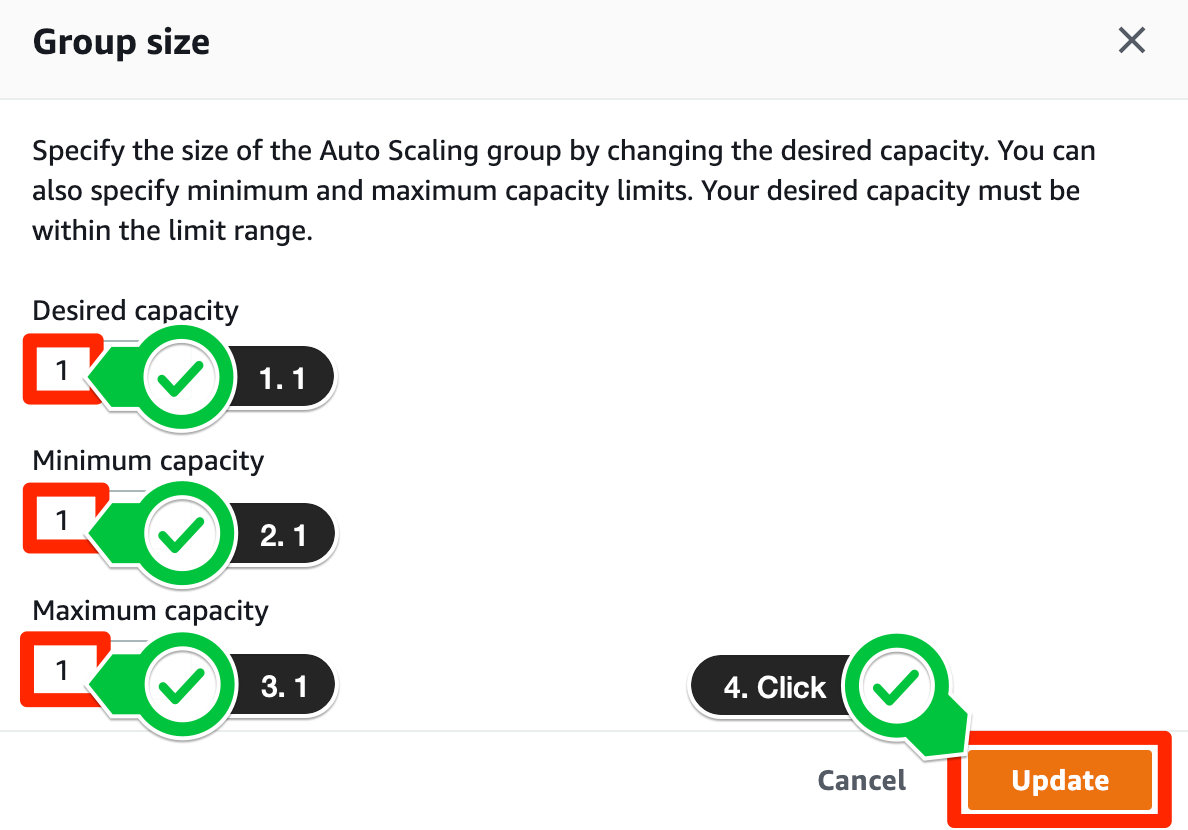 Group size
Specify the size of the Auto Scaling group by changing the desired capacity. You can
also specify minimum and maximum capacity limits. Your desired capacity must be
within the limit range.
Desired capacity
1
1. 1
Minimum capacity
1
2. 1
Maximum capacity
1
3. 1
4. Click
Cancel
Update